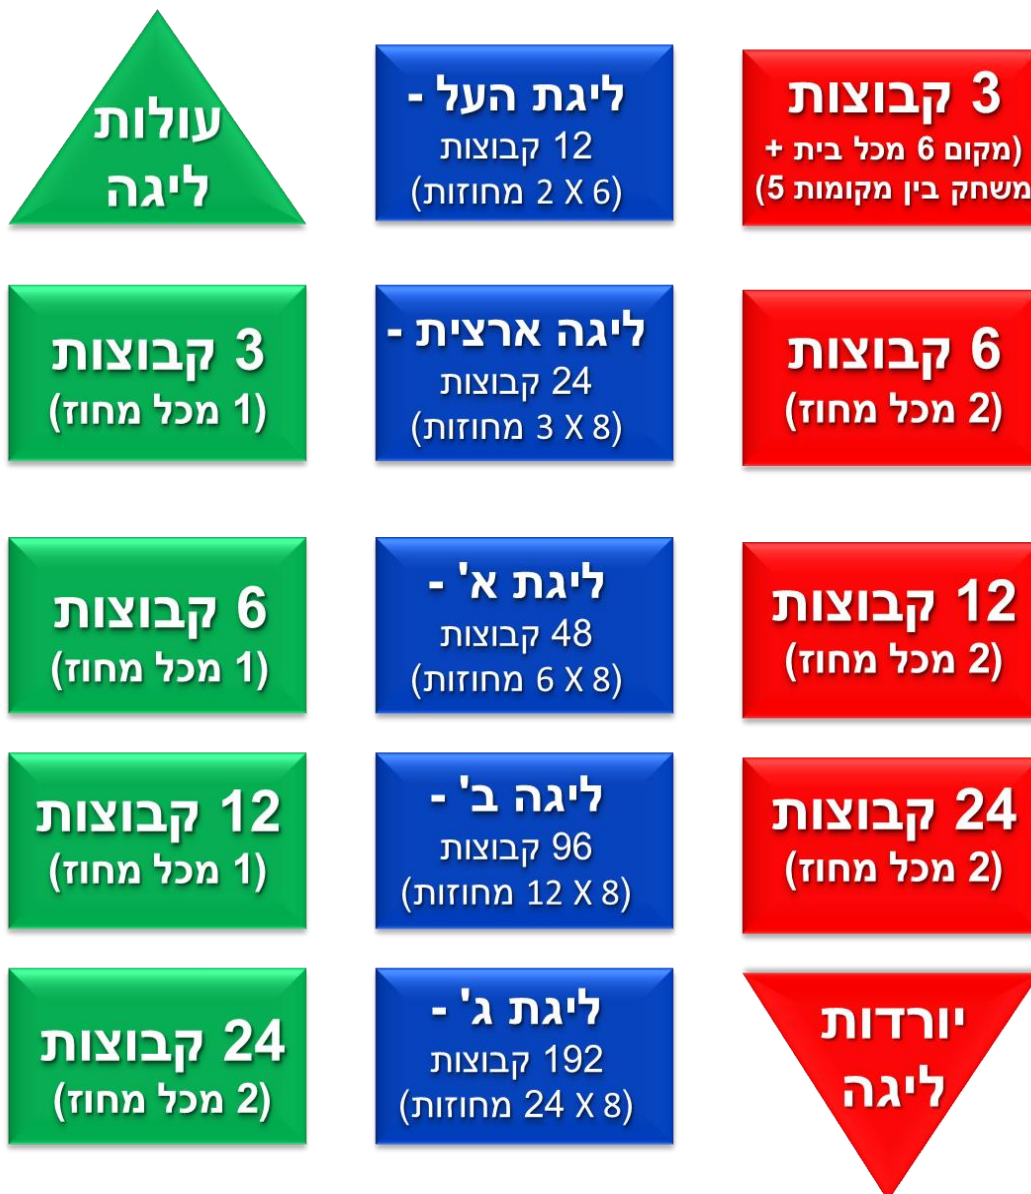 3 קבוצות
(מקום 6 מכל בית +
משחק בין מקומות 5)
ליגת העל -
12 קבוצות
(2 X 6 מחוזות)
עולות
ליגה
6 קבוצות
(2 מכל מחוז)
ליגה ארצית -
24 קבוצות
(3 X 8 מחוזות)
3 קבוצות
(1 מכל מחוז)
12 קבוצות
(2 מכל מחוז)
ליגת א' -
48 קבוצות
(6 X 8 מחוזות)
6 קבוצות
(1 מכל מחוז)
24 קבוצות
(2 מכל מחוז)
ליגה ב' -
96 קבוצות
(12 X 8 מחוזות)
12 קבוצות
(1 מכל מחוז)
יורדות
ליגה
ליגת ג' -
192 קבוצות
(24 X 8 מחוזות)
24 קבוצות
(2 מכל מחוז)